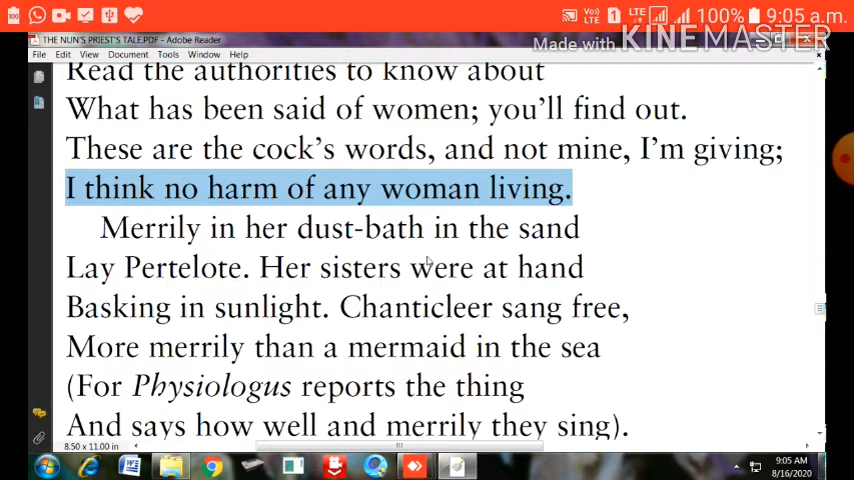 100
Vo)
LTE
1
LTE
100%
9:05 a.m.
THE NUN'S PRIEST'S TALE.PDF - Adobe Reader
Made with KINEMASTER
File Edit View Document Tools Window Help
Read the authorities to know about
What has been said of women; you'll find out.
These are the cock's words, and not mine, I'm giving;
I think no harm of any woman living.
Merrily in her dust-bath in the sand
Lay Pertelote. Her sisters were at hand
Basking in sunlight. Chanticleer sang free,
More merrily than a mermaid in the sea
(For Physiologus reports the thing
And says how well and merrily they sing).
8.50 x 11.00 in
9:05 AM
8/16/2020